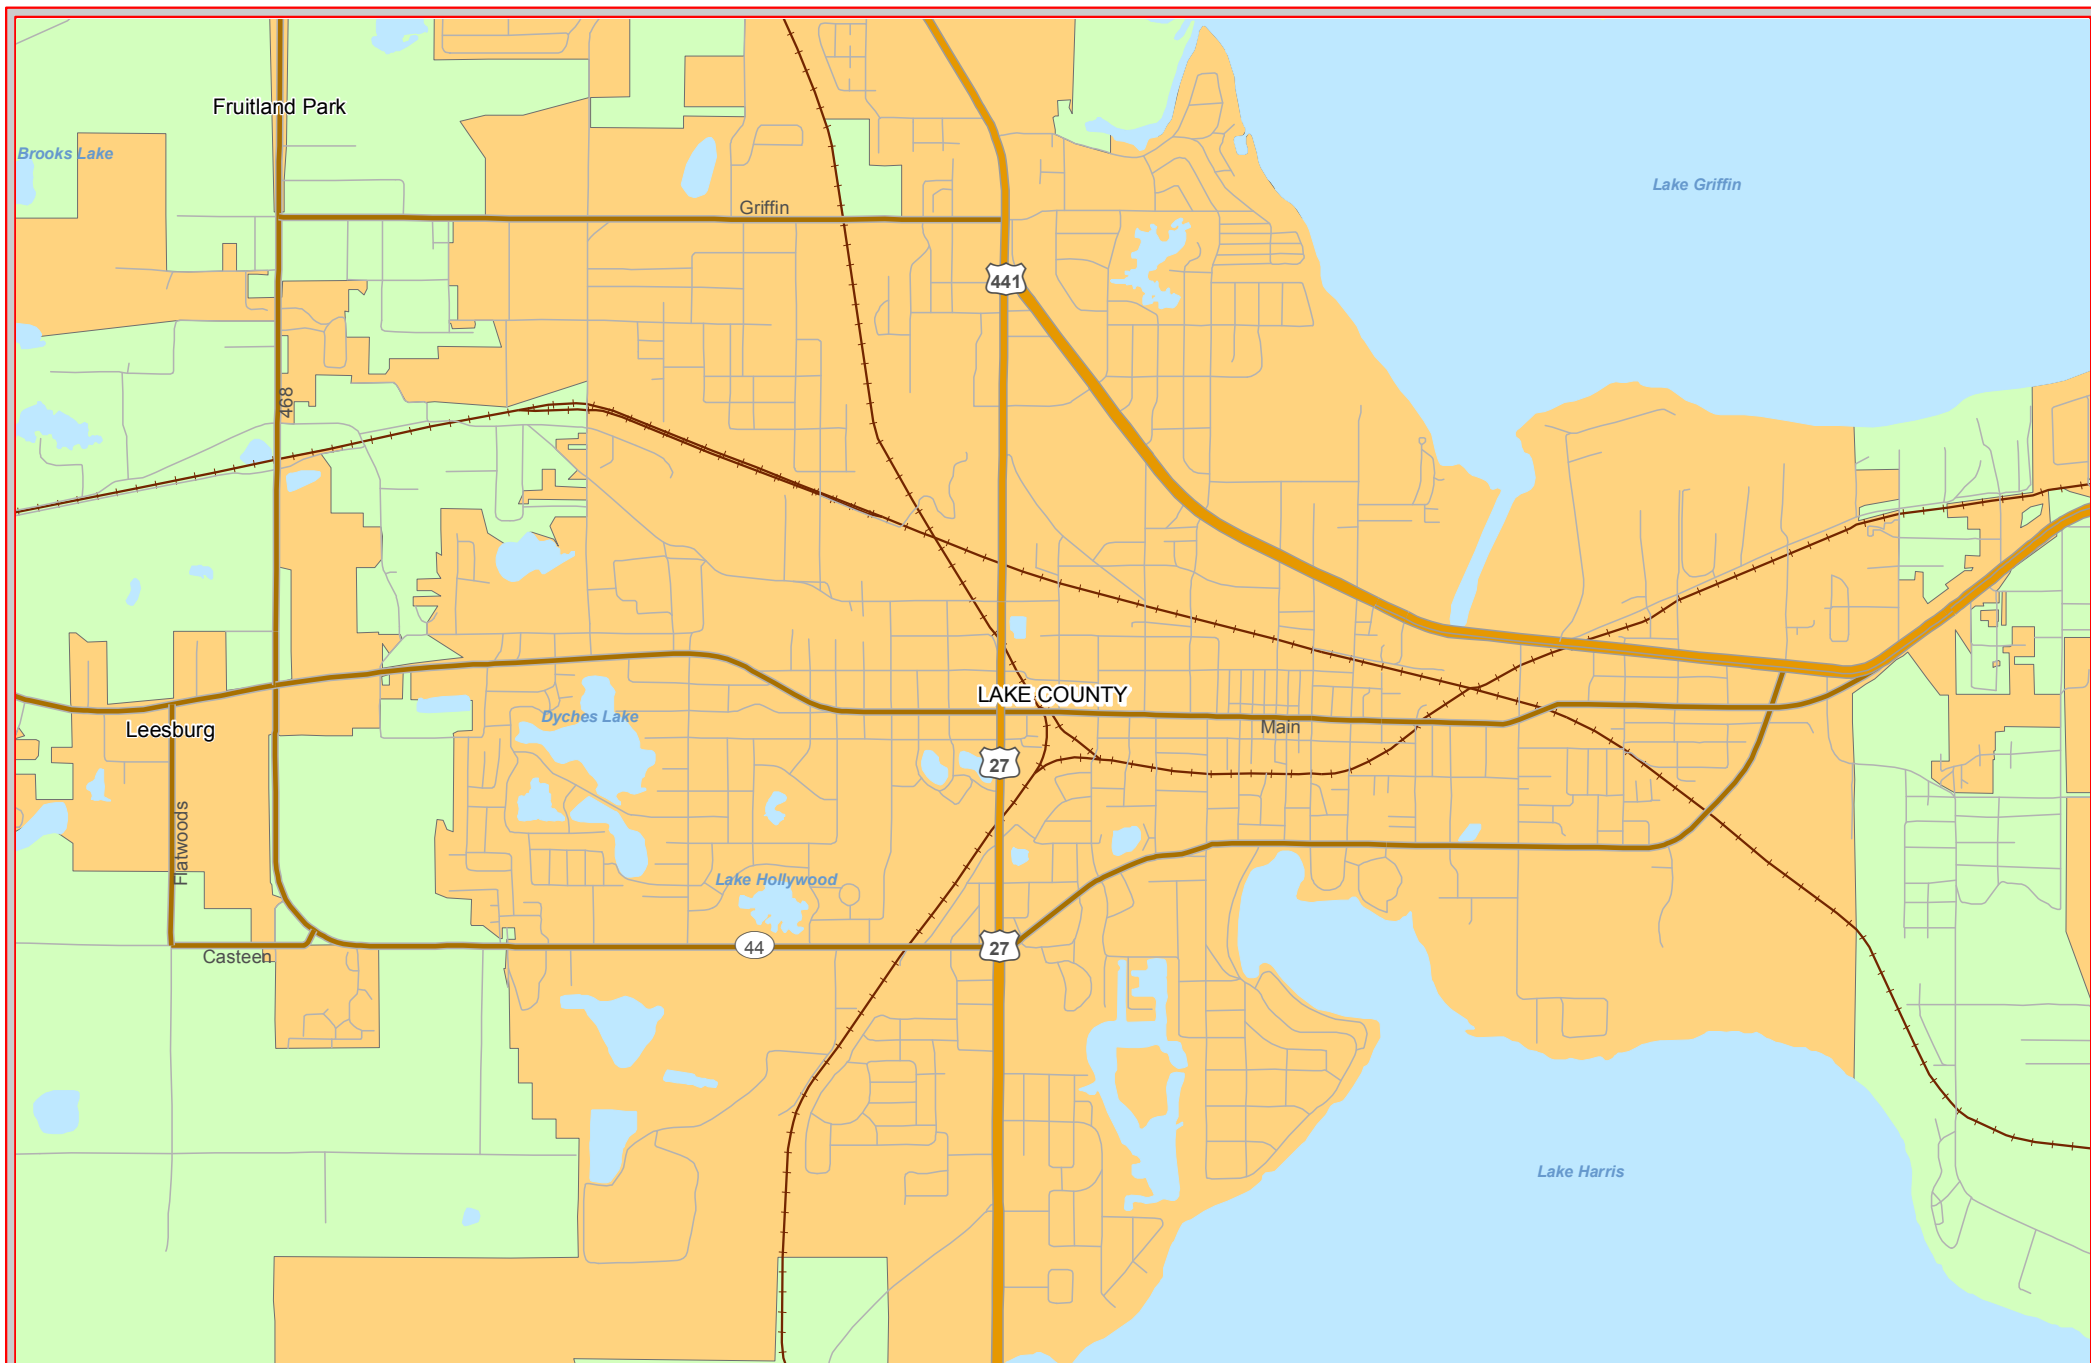 Fruitland Park
Brooks Lake
Lake Griffin
Griffin
441
468
LAKE COUNTY
Dyches Lake
Leesburg
Main
27
Flatwoods
Lake Hollywood
44
27
Casteen
Lake Harris